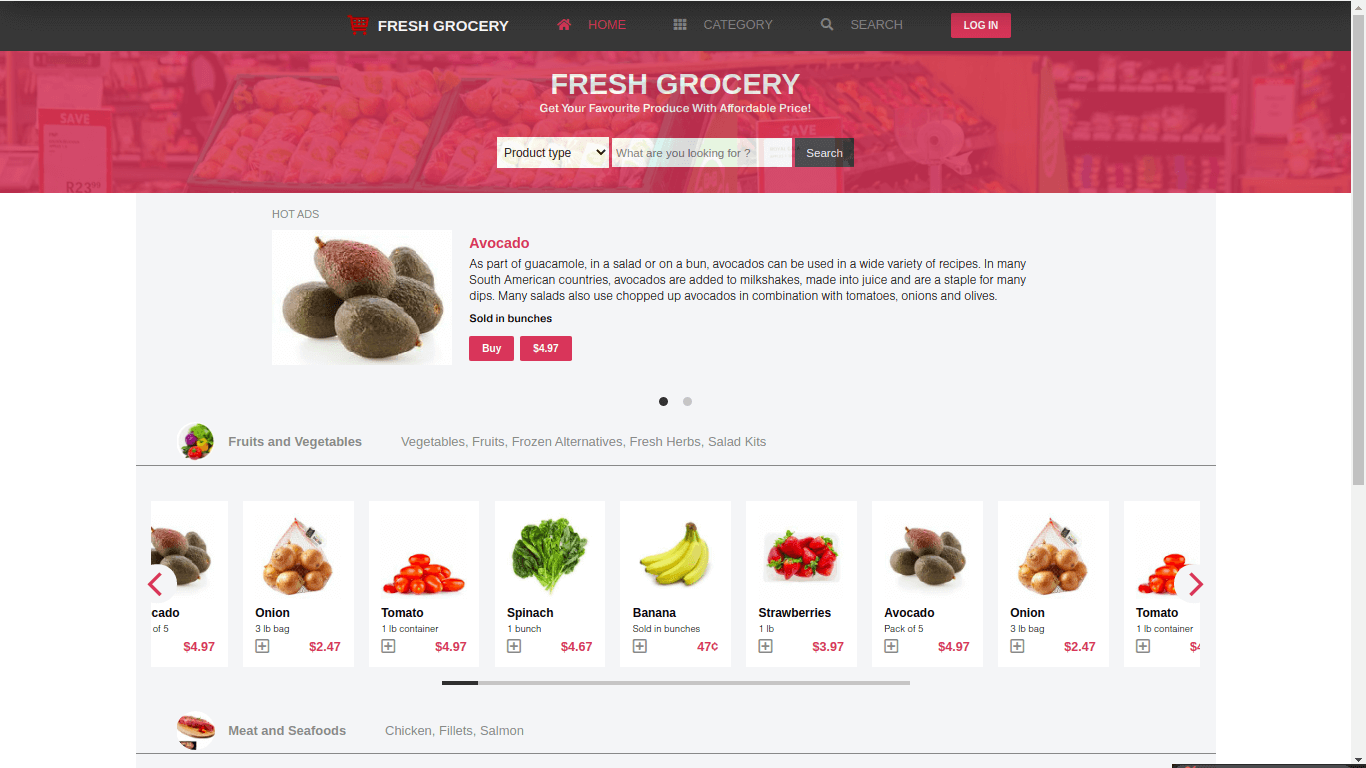 FRESH GROCERY
HOME
CATEGORY
SEARCH
LOG IN
FRESH GROCERY
Get Your Favourite Produce With Affordable Price!
SAVE
SAVE
R23
Product type
What are you looking for ?
Search
HOT ADS
Avocado
As part of guacamole, in a salad or on a bun, avocados can be used in a wide variety of recipes. In many
South American countries, avocados are added to milkshakes, made into juice and are a staple for many
dips. Many salads also use chopped up avocados in combination with tomatoes, onions and olives.
Sold in bunches
Buy
$4.97
Fruits and Vegetables
Vegetables, Fruits, Frozen Alternatives, Fresh Herbs, Salad Kits
cado
of 5
$4.97
Onion
3 lb bag
$2.47
Tomato
1 lb container
$4.97
Spinach
1 bunch
$4.67
Banana
Sold in bunches
47¢
Strawberries
1 lb
$3.97
Avocado
Pack of 5
$4.97
Onion
3 lb bag
$2.47
Tomato
1 lb container
Meat and Seafoods
Chicken, Fillets, Salmon